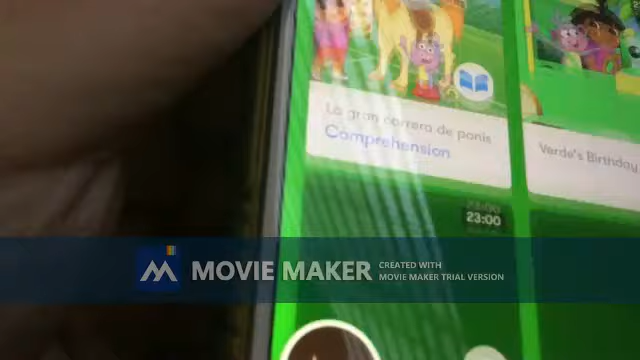 La gran carrera de ponis
Comprehension
Verde's Birthday
23:00
MOVIE MAKER
CREATED WITH
MOVIE MAKER TRIAL VERSION